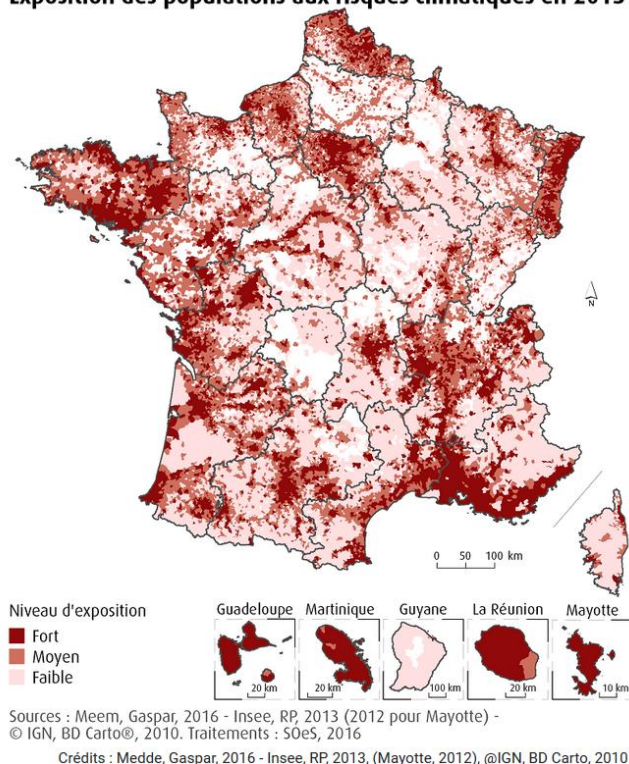 Exposition des populations aux risques climatiques en 2013
N
0 50 100 km
Niveau d'exposition
Fort
Moyen
Faible
Guadeloupe
20 km
Martinique
20 km
Guyane
100 km
La Réunion
20 km
Mayotte
10 km
Sources : Meem, Gaspar, 2016 - Insee, RP, 2013 (2012 pour Mayotte) -
© IGN, BD Carto®, 2010. Traitements : SOeS, 2016
Crédits : Medde, Gaspar, 2016 - Insee, RP, 2013, (Mayotte, 2012), @IGN, BD Carto, 2010